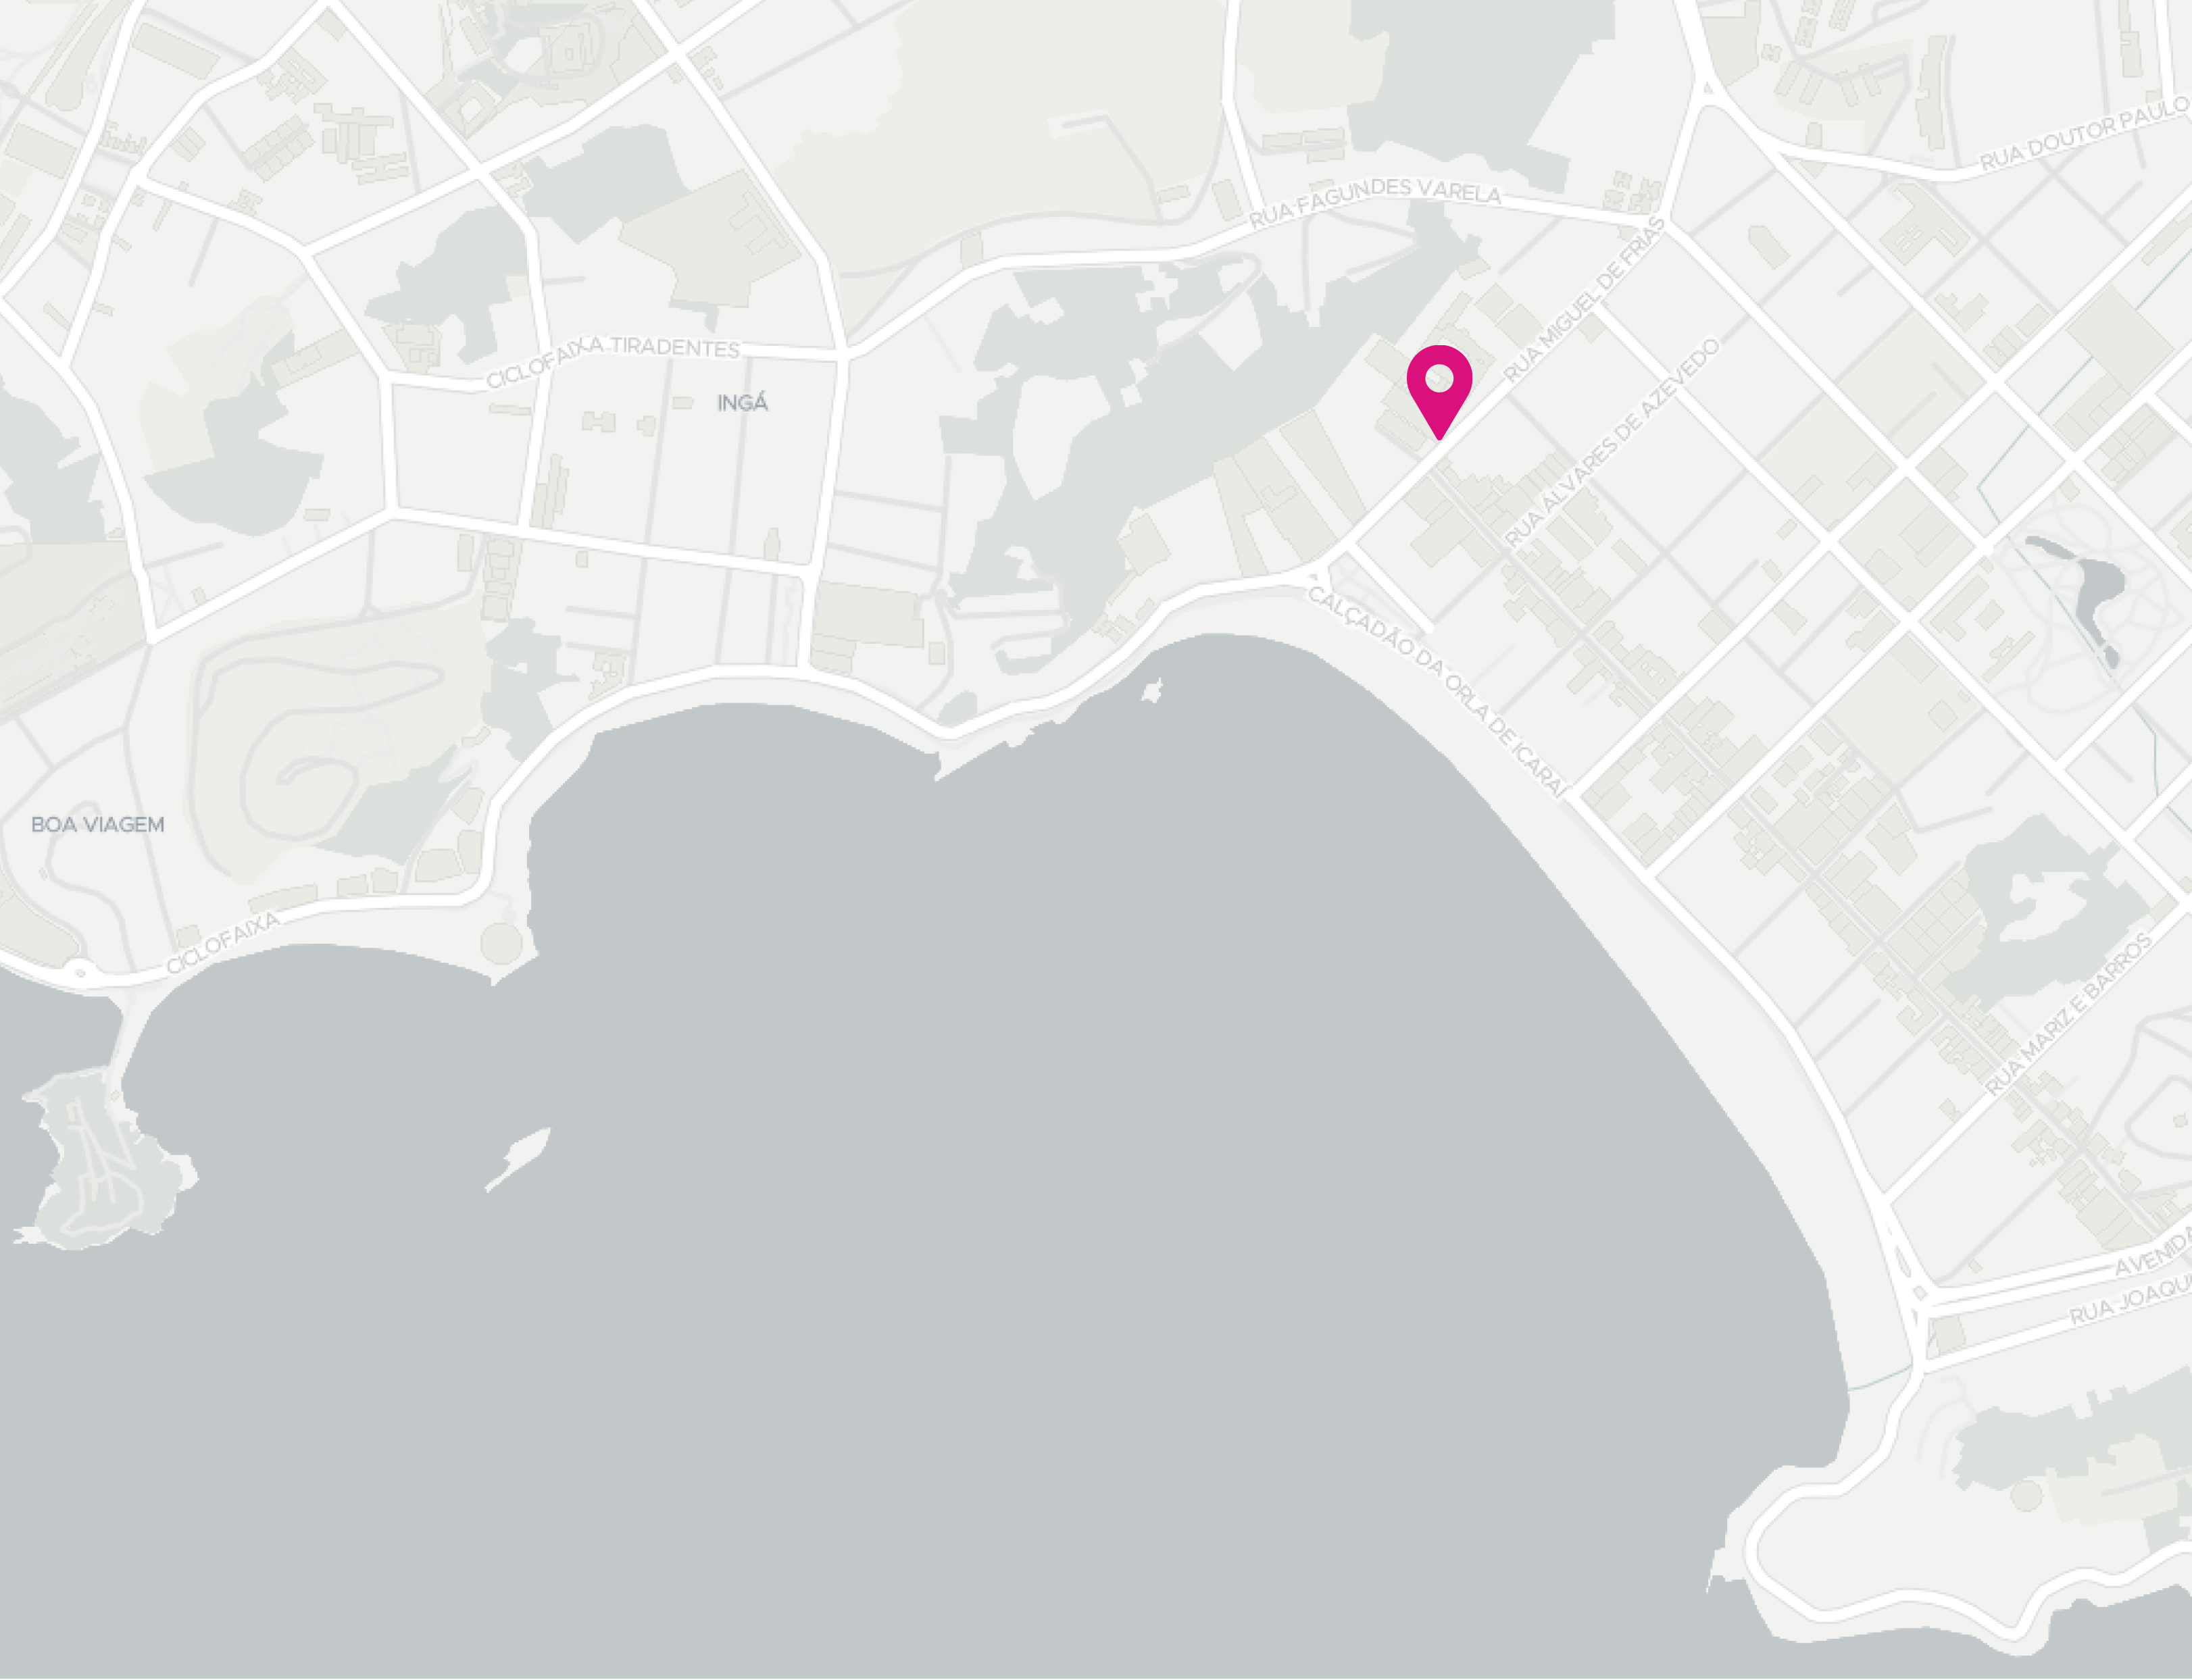 RUA DOUTOR PAULO
RUA FAGUNDES VARELA
RUA MIGUEL DE FRIAS
CICLOFAIXA TIRADENTES
INGÁ
RUA ÁLVARES DE AZEVEDO
CALÇADÃO DA ORLA DE ICARAÍ
BOA VIAGEM
CICLOFAIXA
RUA MARIZ E BARROS
AVENIDA
RUA JOAQU